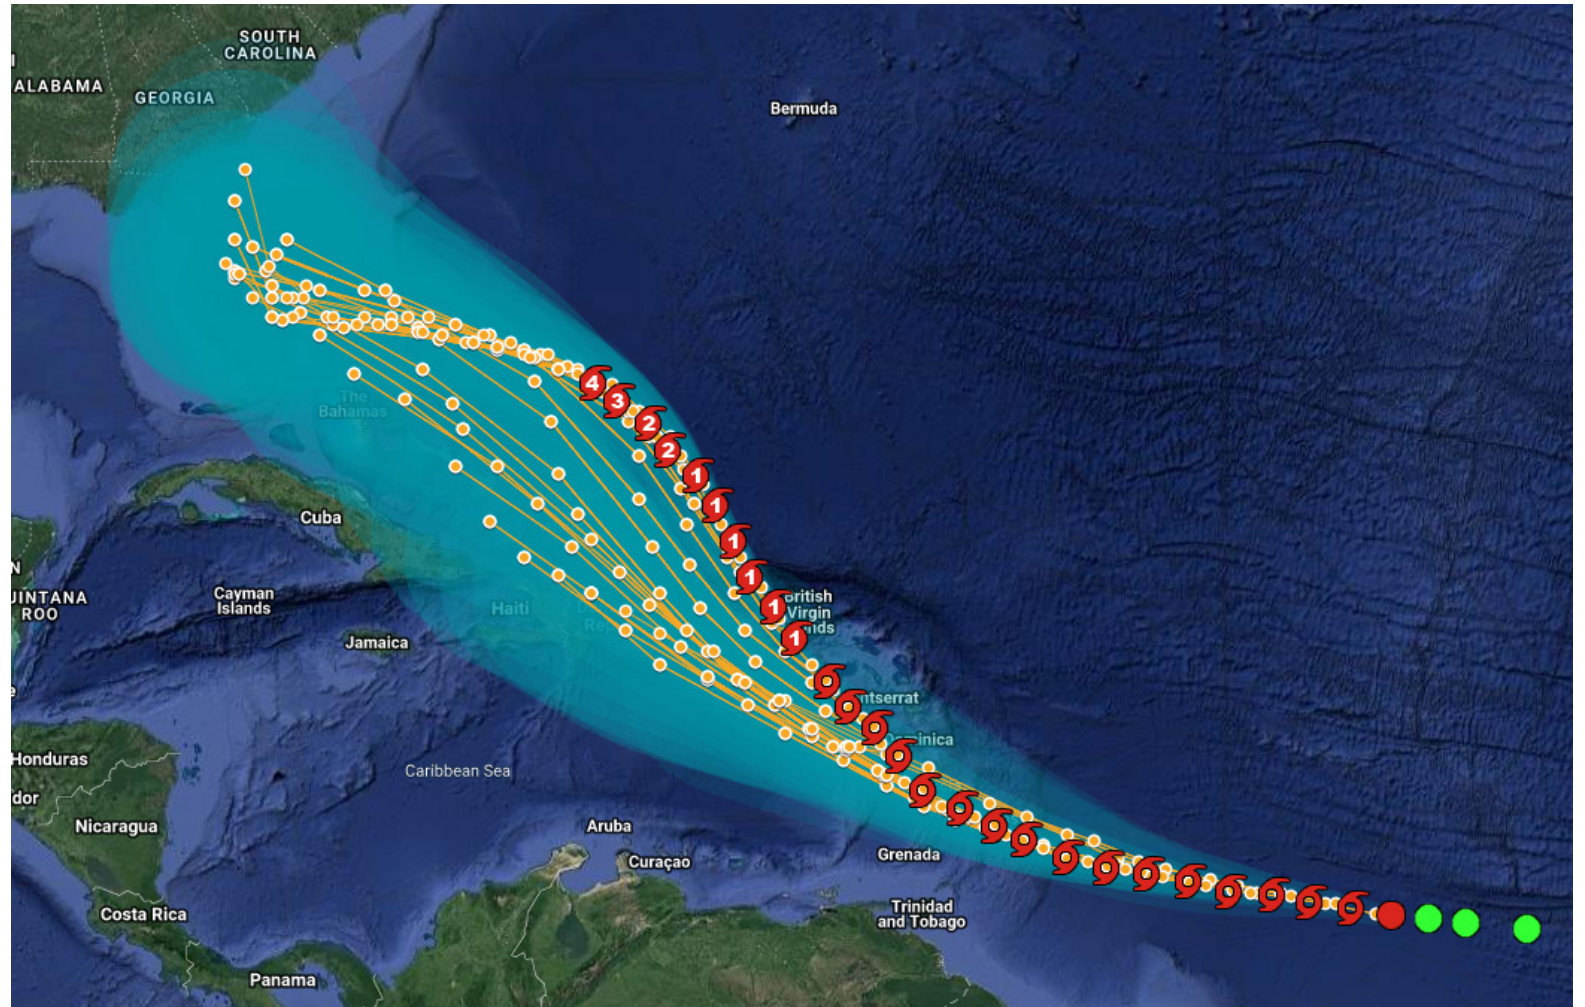 SOUTH
CAROLINA
ALABAMA
GEORGIA
Bermuda
4
3
The
Bahamas
2
2
1
1
Cuba
1
1
Cayman
Islands
British
Virgin
1
Haiti
1
Jamaica
ROO
Dominica
Honduras
Caribbean Sea
Nicaragua
Aruba
Curaçao
Grenada
Costa Rica
Trinidad
and Tobago
Panama